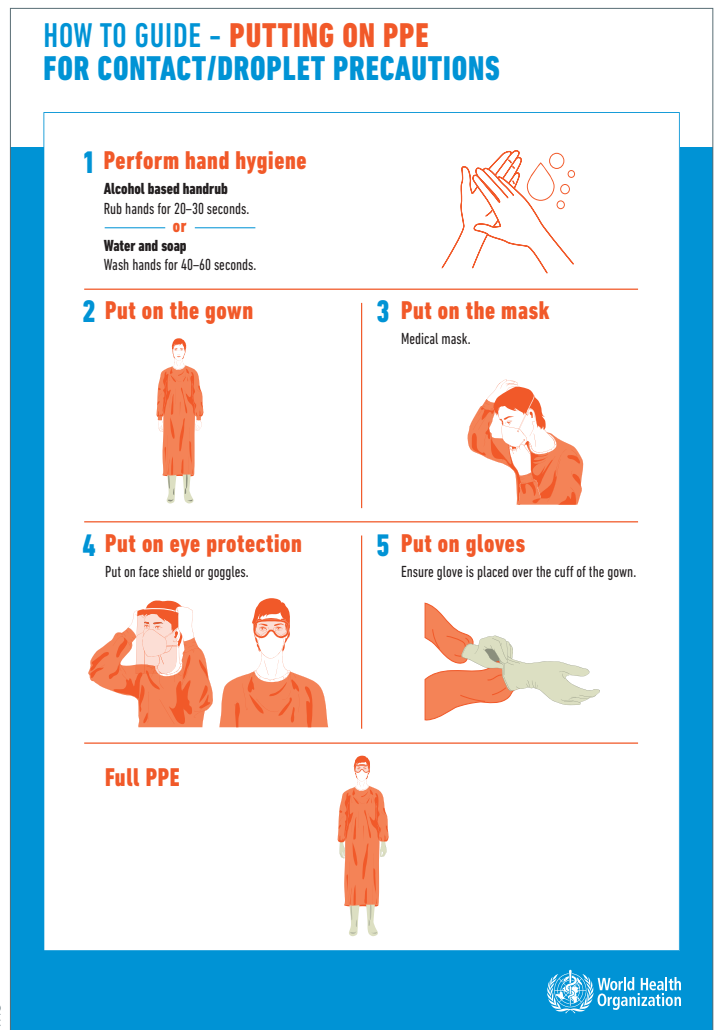 HOW TO GUIDE - PUTTING ON PPE
FOR CONTACT/DROPLET PRECAUTIONS
1 Perform hand hygiene
Alcohol based handrub
Rub hands for 20–30 seconds.
or
Water and soap
Wash hands for 40–60 seconds.
2 Put on the gown
3 Put on the mask
Medical mask.
4 Put on eye protection
Put on face shield or goggles.
5 Put on gloves
Ensure glove is placed over the cuff of the gown.
Full PPE
World Health
Organization